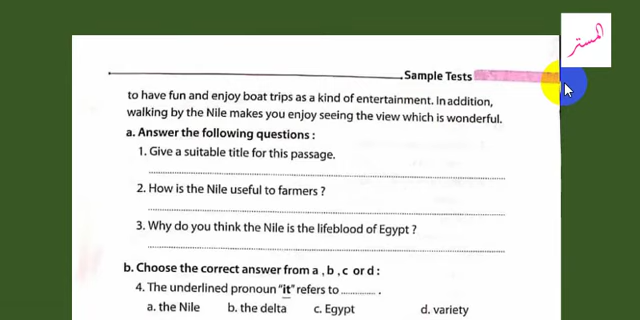 المستر
Sample Tests
to have fun and enjoy boat trips as a kind of entertainment. In addition,
walking by the Nile makes you enjoy seeing the view which is wonderful.
a. Answer the following questions :
1. Give a suitable title for this passage.
2. How is the Nile useful to farmers ?
3. Why do you think the Nile is the lifeblood of Egypt ?
b. Choose the correct answer from a , b , c or d :
4. The underlined pronoun "it" refers to ............ .
a. the Nile b. the delta c. Egypt d. variety